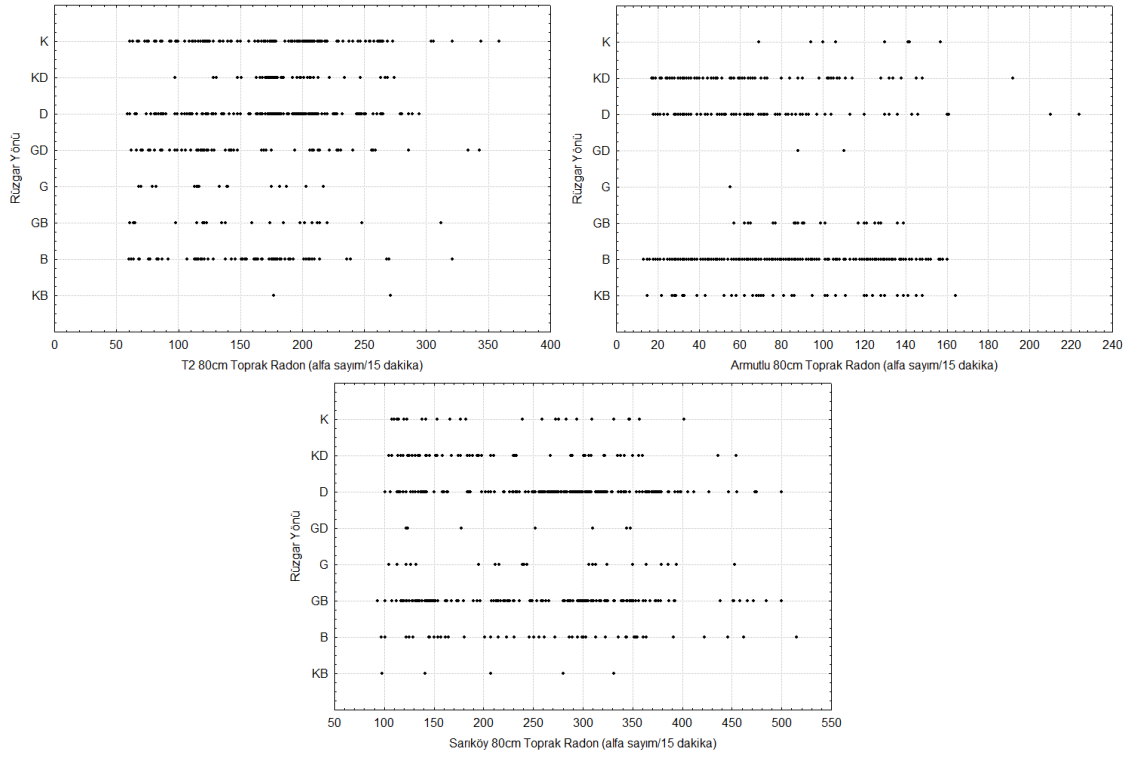 Rüzgar Yönü
K
KD
D
GD
G
GB
B
KB
0 50 100 150 200 250 300 350 400
T2 80cm Toprak Radon (alfa sayım/15 dakika)
Rüzgar Yönü
K
KD
D
GD
G
GB
B
KB
0 20 40 60 80 100 120 140 160 180 200 220 240
Armutlu 80cm Toprak Radon (alfa sayım/15 dakika)
Rüzgar Yönü
K
KD
D
GD
G
GB
B
KB
50 100 150 200 250 300 350 400 450 500 550
Sarıköy 80cm Toprak Radon (alfa sayım/15 dakika)